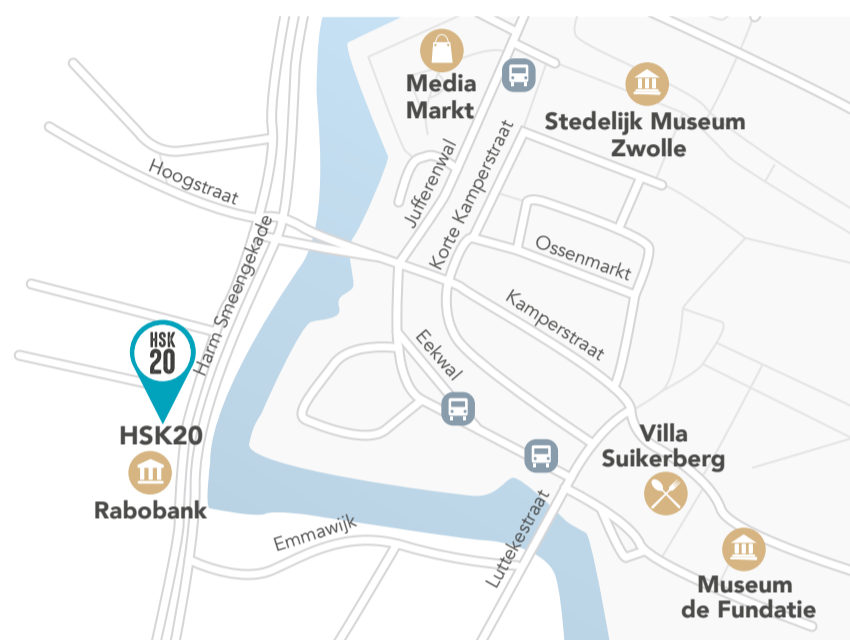 Media
Markt
Stedelijk Museum
Zwolle
Hoogstraat
Jufferenwal
Korte Kamperstraat
Harm Smeengekade
Ossenmarkt
Kamperstraat
HSK
20
Eekwal
HSK20
Villa
Suikerberg
Rabobank
Emmawijk
Luttekestraat
Museum
de Fundatie